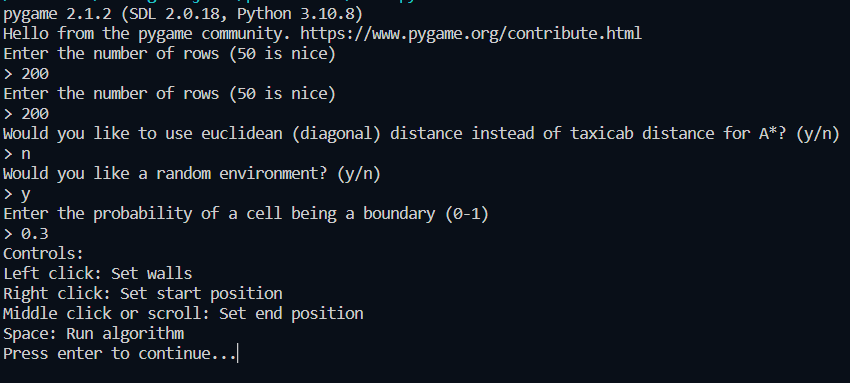 pygame 2.1.2 (SDL 2.0.18, Python 3.10.8)
Hello from the pygame community. https://www.pygame.org/contribute.html
Enter the number of rows (50 is nice)
> 200
Enter the number of rows (50 is nice)
> 200
Would you like to use euclidean (diagonal) distance instead of taxicab distance for A*? (y/n)
> n
Would you like a random environment? (y/n)
> y
Enter the probability of a cell being a boundary (0-1)
> 0.3
Controls:
Left click: Set walls
Right click: Set start position
Middle click or scroll: Set end position
Space: Run algorithm
Press enter to continue...